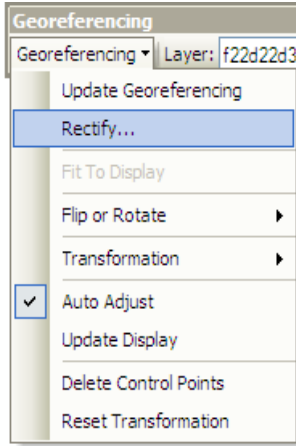 Georeferencing
Georeferencing Layer: f22d22d3
Update Georeferencing
Rectify...
Fit To Display
Flip or Rotate
Transformation
Auto Adjust
Update Display
Delete Control Points
Reset Transformation